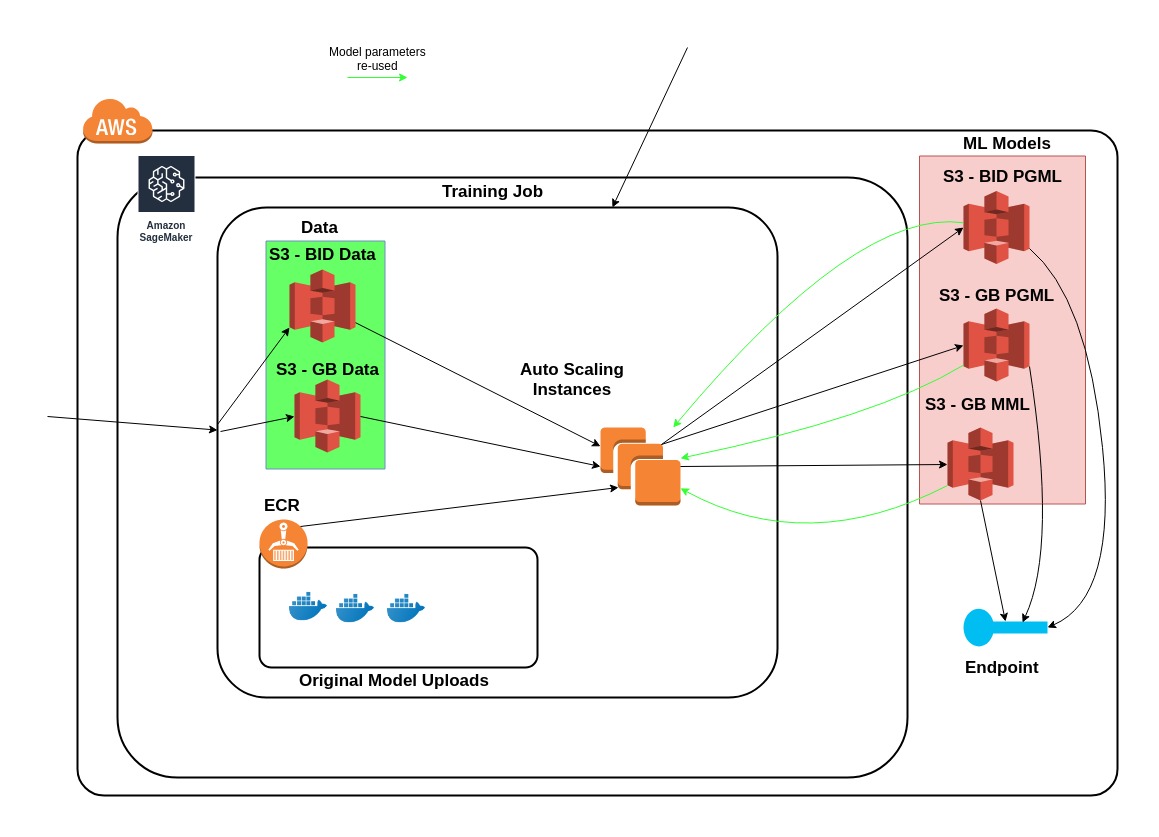 Model parameters
re-used
AWS
ML Models
S3 - BID PGML
Amazon
SageMaker
Training Job
Data
S3 - BID Data
S3 - GB PGML
S3 - GB Data
Auto Scaling
Instances
S3 - GB MML
ECR
Endpoint
Original Model Uploads